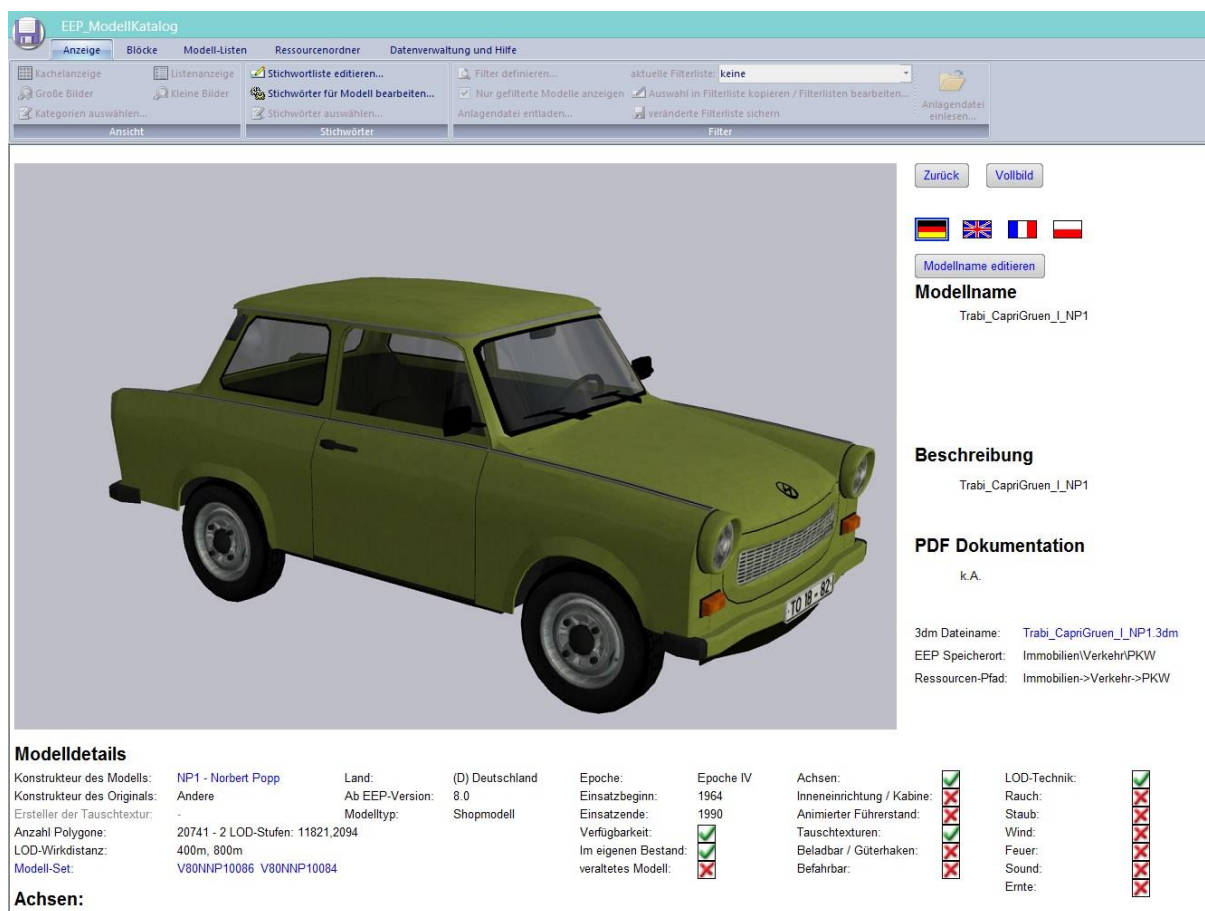 EEP_ModellKatalog
Anzeige Blöcke Modell-Listen Ressourcenordner Datenverwaltung und Hilfe
Kachelanzeige Listenanzeige Stichwortliste editieren... Filter definieren... aktuelle Filterliste: keine
Große Bilder Kleine Bilder Stichwörter für Modell bearbeiten... Nur gefilterte Modelle anzeigen Auswahl in Filterliste kopieren / Filterlisten bearbeiten...
Kategorien auswählen... Stichwörter auswählen... Anlagendatei entladen... veränderte Filterliste sichern
Anlagendatei
einlesen...
Ansicht Stichwörter Filter
Zurück Vollbild
Modellname editieren
Modellname
Trabi_CapriGruen_I_NP1
Beschreibung
Trabi_CapriGruen_I_NP1
PDF Dokumentation
k.A.
TO 18-82
3dm Dateiname: Trabi_CapriGruen_I_NP1.3dm
EEP Speicherort: Immobilien\Verkehr\PKW
Ressourcen-Pfad: Immobilien->Verkehr->PKW
Modelldetails
Konstrukteur des Modells: NP1 - Norbert Popp Land: (D) Deutschland Epoche: Epoche IV Achsen: LOD-Technik:
Konstrukteur des Originals: Andere Ab EEP-Version: 8.0 Einsatzbeginn: 1964 Inneneinrichtung / Kabine: Rauch:
Ersteller der Tauschtextur: - Modelltyp: Shopmodell Einsatzende: 1990 Animierter Führerstand: Staub:
Anzahl Polygone: 20741 - 2 LOD-Stufen: 11821,2094 Verfügbarkeit: Tauschtexturen: Wind:
LOD-Wirkdistanz: 400m, 800m Im eigenen Bestand: Beladbar / Güterhaken: Feuer:
Modell-Set: V80NNP10086 V80NNP10084 veraltetes Modell: Befahrbar: Sound:
Ernte:
Achsen: